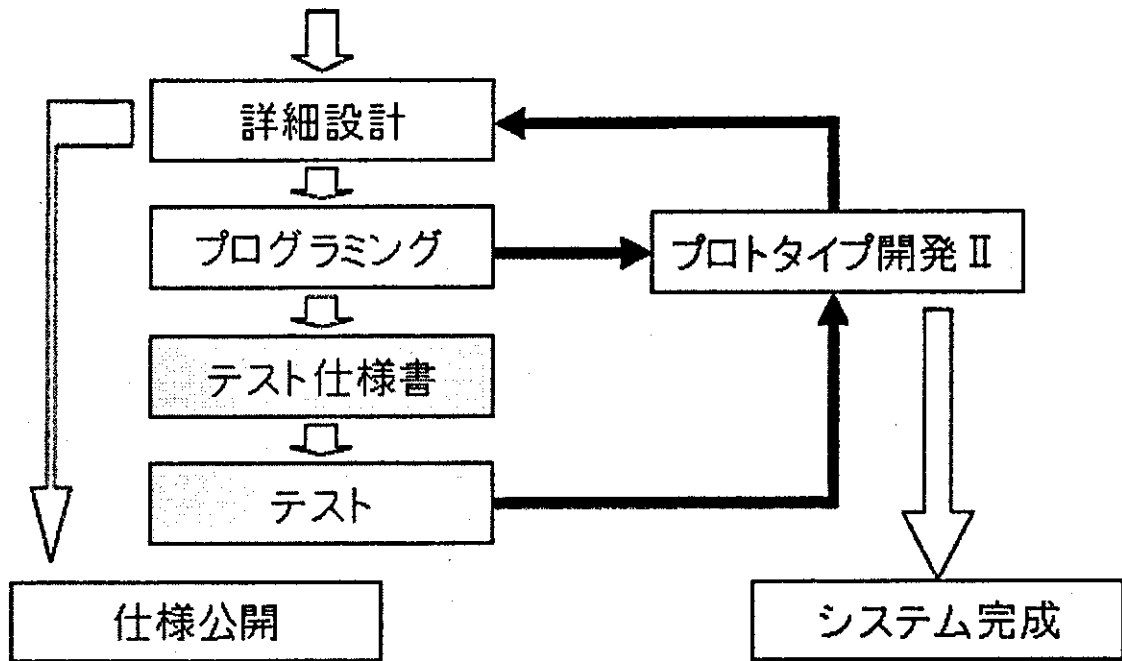 詳細設計
プログラミング
プロトタイプ開発Ⅱ
テスト仕様書
テスト
仕様公開
システム完成